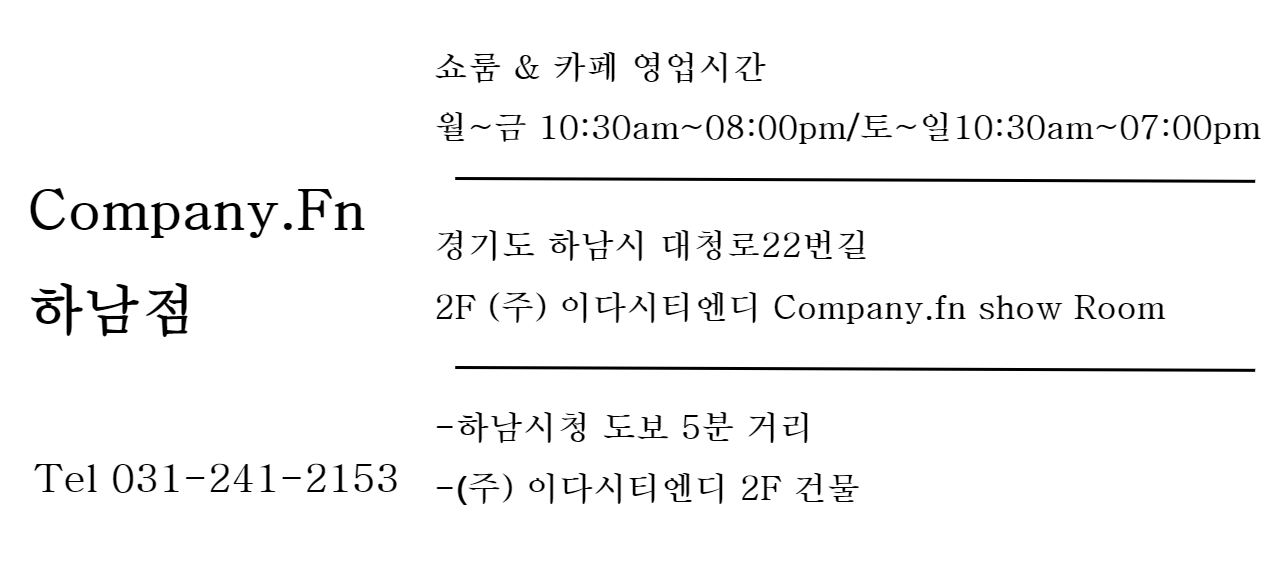 Company.Fn
하남점
Tel 031-241-2153
쇼룸 & 카페 영업시간
월~금 10:30am~08:00pm/토~일10:30am~07:00pm
경기도 하남시 대청로22번길
2F (주) 이다시티엔디 Company.fn show Room
-하남시청 도보 5분 거리
-(주) 이다시티엔디 2F 건물